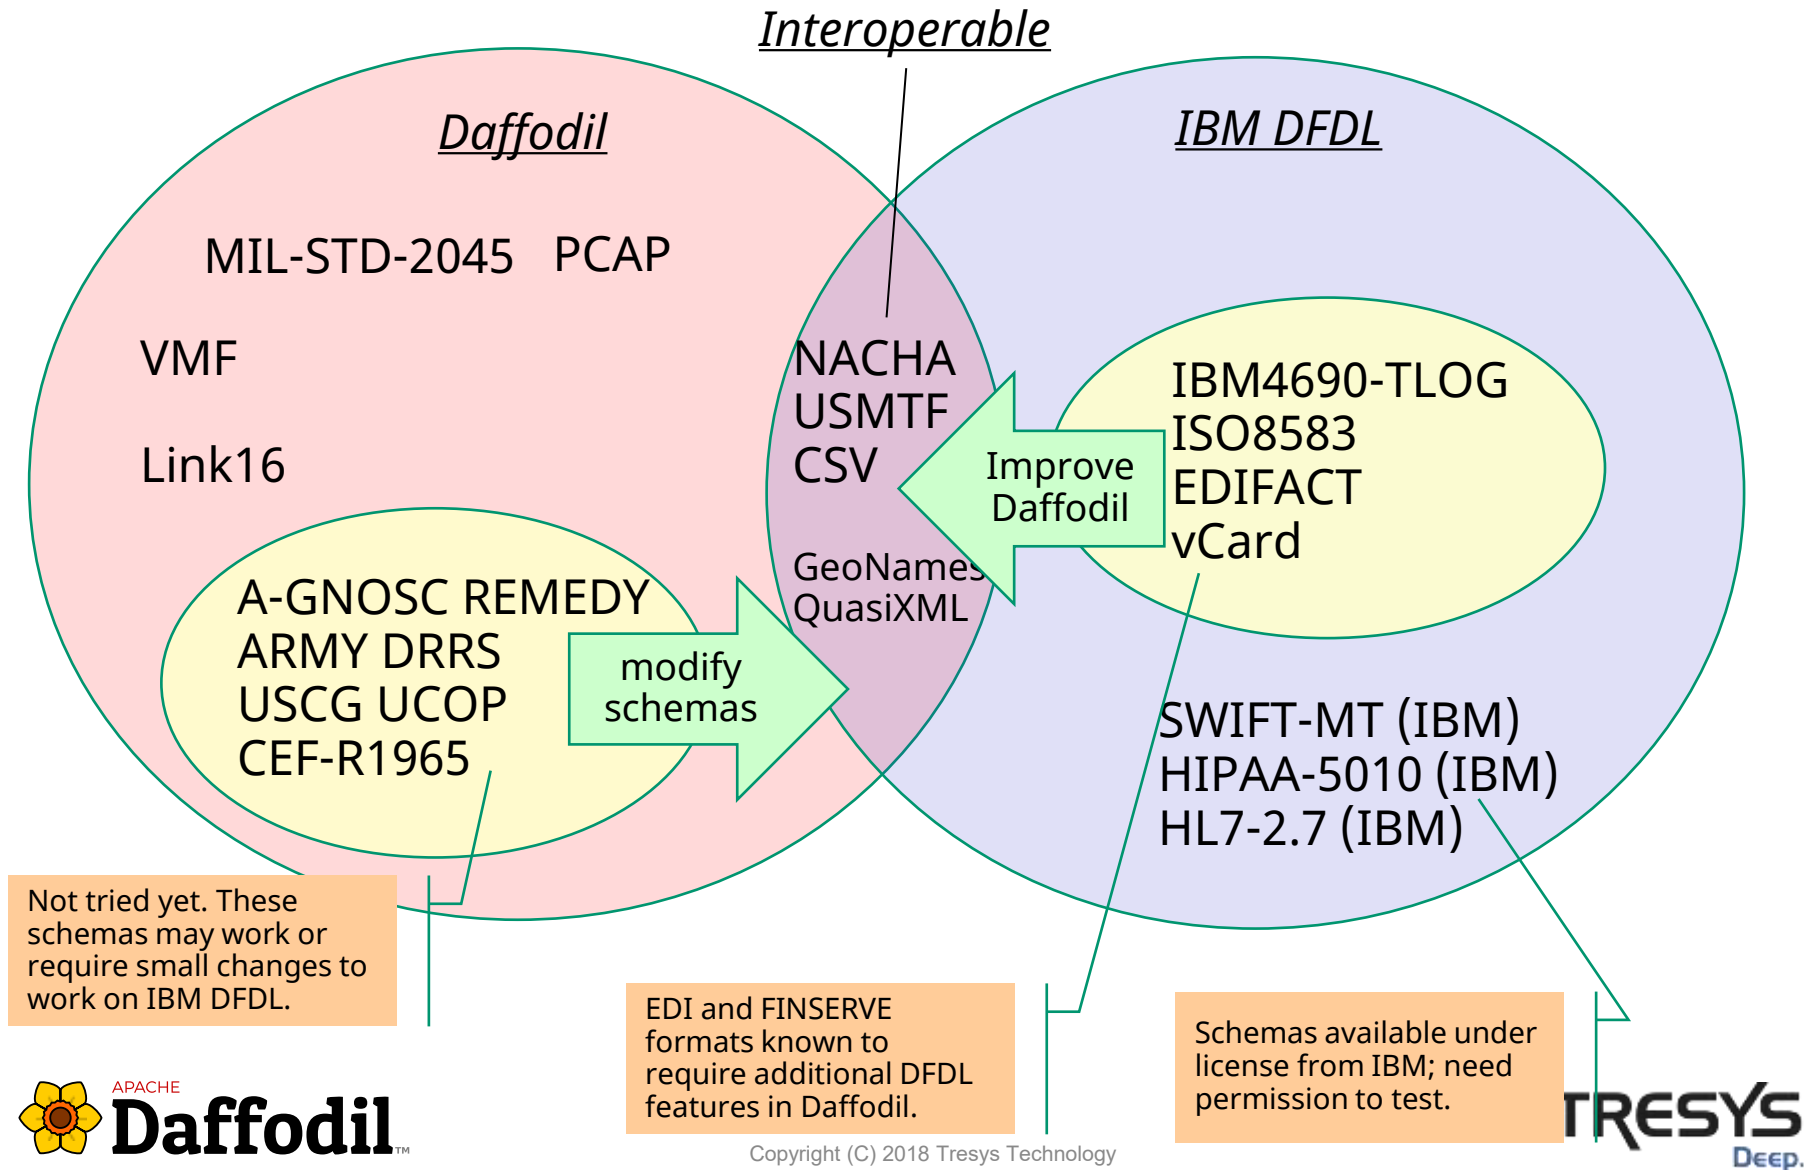 Interoperable
Daffodil
IBM DFDL
MIL-STD-2045
PCAP
VMF
Link16
NACHA
USMTF
CSV
GeoNames
QuasiXML
Improve
Daffodil
IBM4690-TLOG
ISO8583
EDIFACT
vCard
A-GNOSC REMEDY
ARMY DRRS
USCG UCOP
CEF-R1965
modify
schemas
SWIFT-MT (IBM)
HIPAA-5010 (IBM)
HL7-2.7 (IBM)
Not tried yet. These
schemas may work or
require small changes to
work on IBM DFDL.
EDI and FINSERVE
formats known to
require additional DFDL
features in Daffodil.
Schemas available under
license from IBM; need
permission to test.
APACHE
Daffodil™
Copyright (C) 2018 Tresys Technology
TRESYS
Deep.